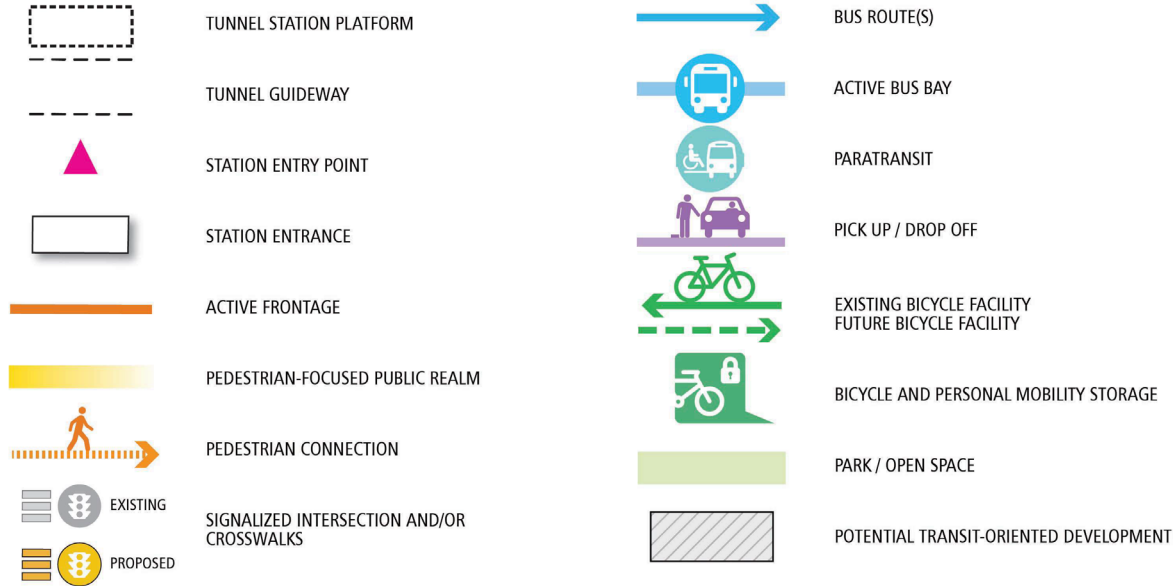 TUNNEL STATION PLATFORM
TUNNEL GUIDEWAY
STATION ENTRY POINT
STATION ENTRANCE
ACTIVE FRONTAGE
PEDESTRIAN-FOCUSED PUBLIC REALM
PEDESTRIAN CONNECTION
EXISTING
PROPOSED
SIGNALIZED INTERSECTION AND/OR
CROSSWALKS
BUS ROUTE(S)
ACTIVE BUS BAY
PARATRANSIT
PICK UP / DROP OFF
EXISTING BICYCLE FACILITY
FUTURE BICYCLE FACILITY
BICYCLE AND PERSONAL MOBILITY STORAGE
PARK / OPEN SPACE
POTENTIAL TRANSIT-ORIENTED DEVELOPMENT